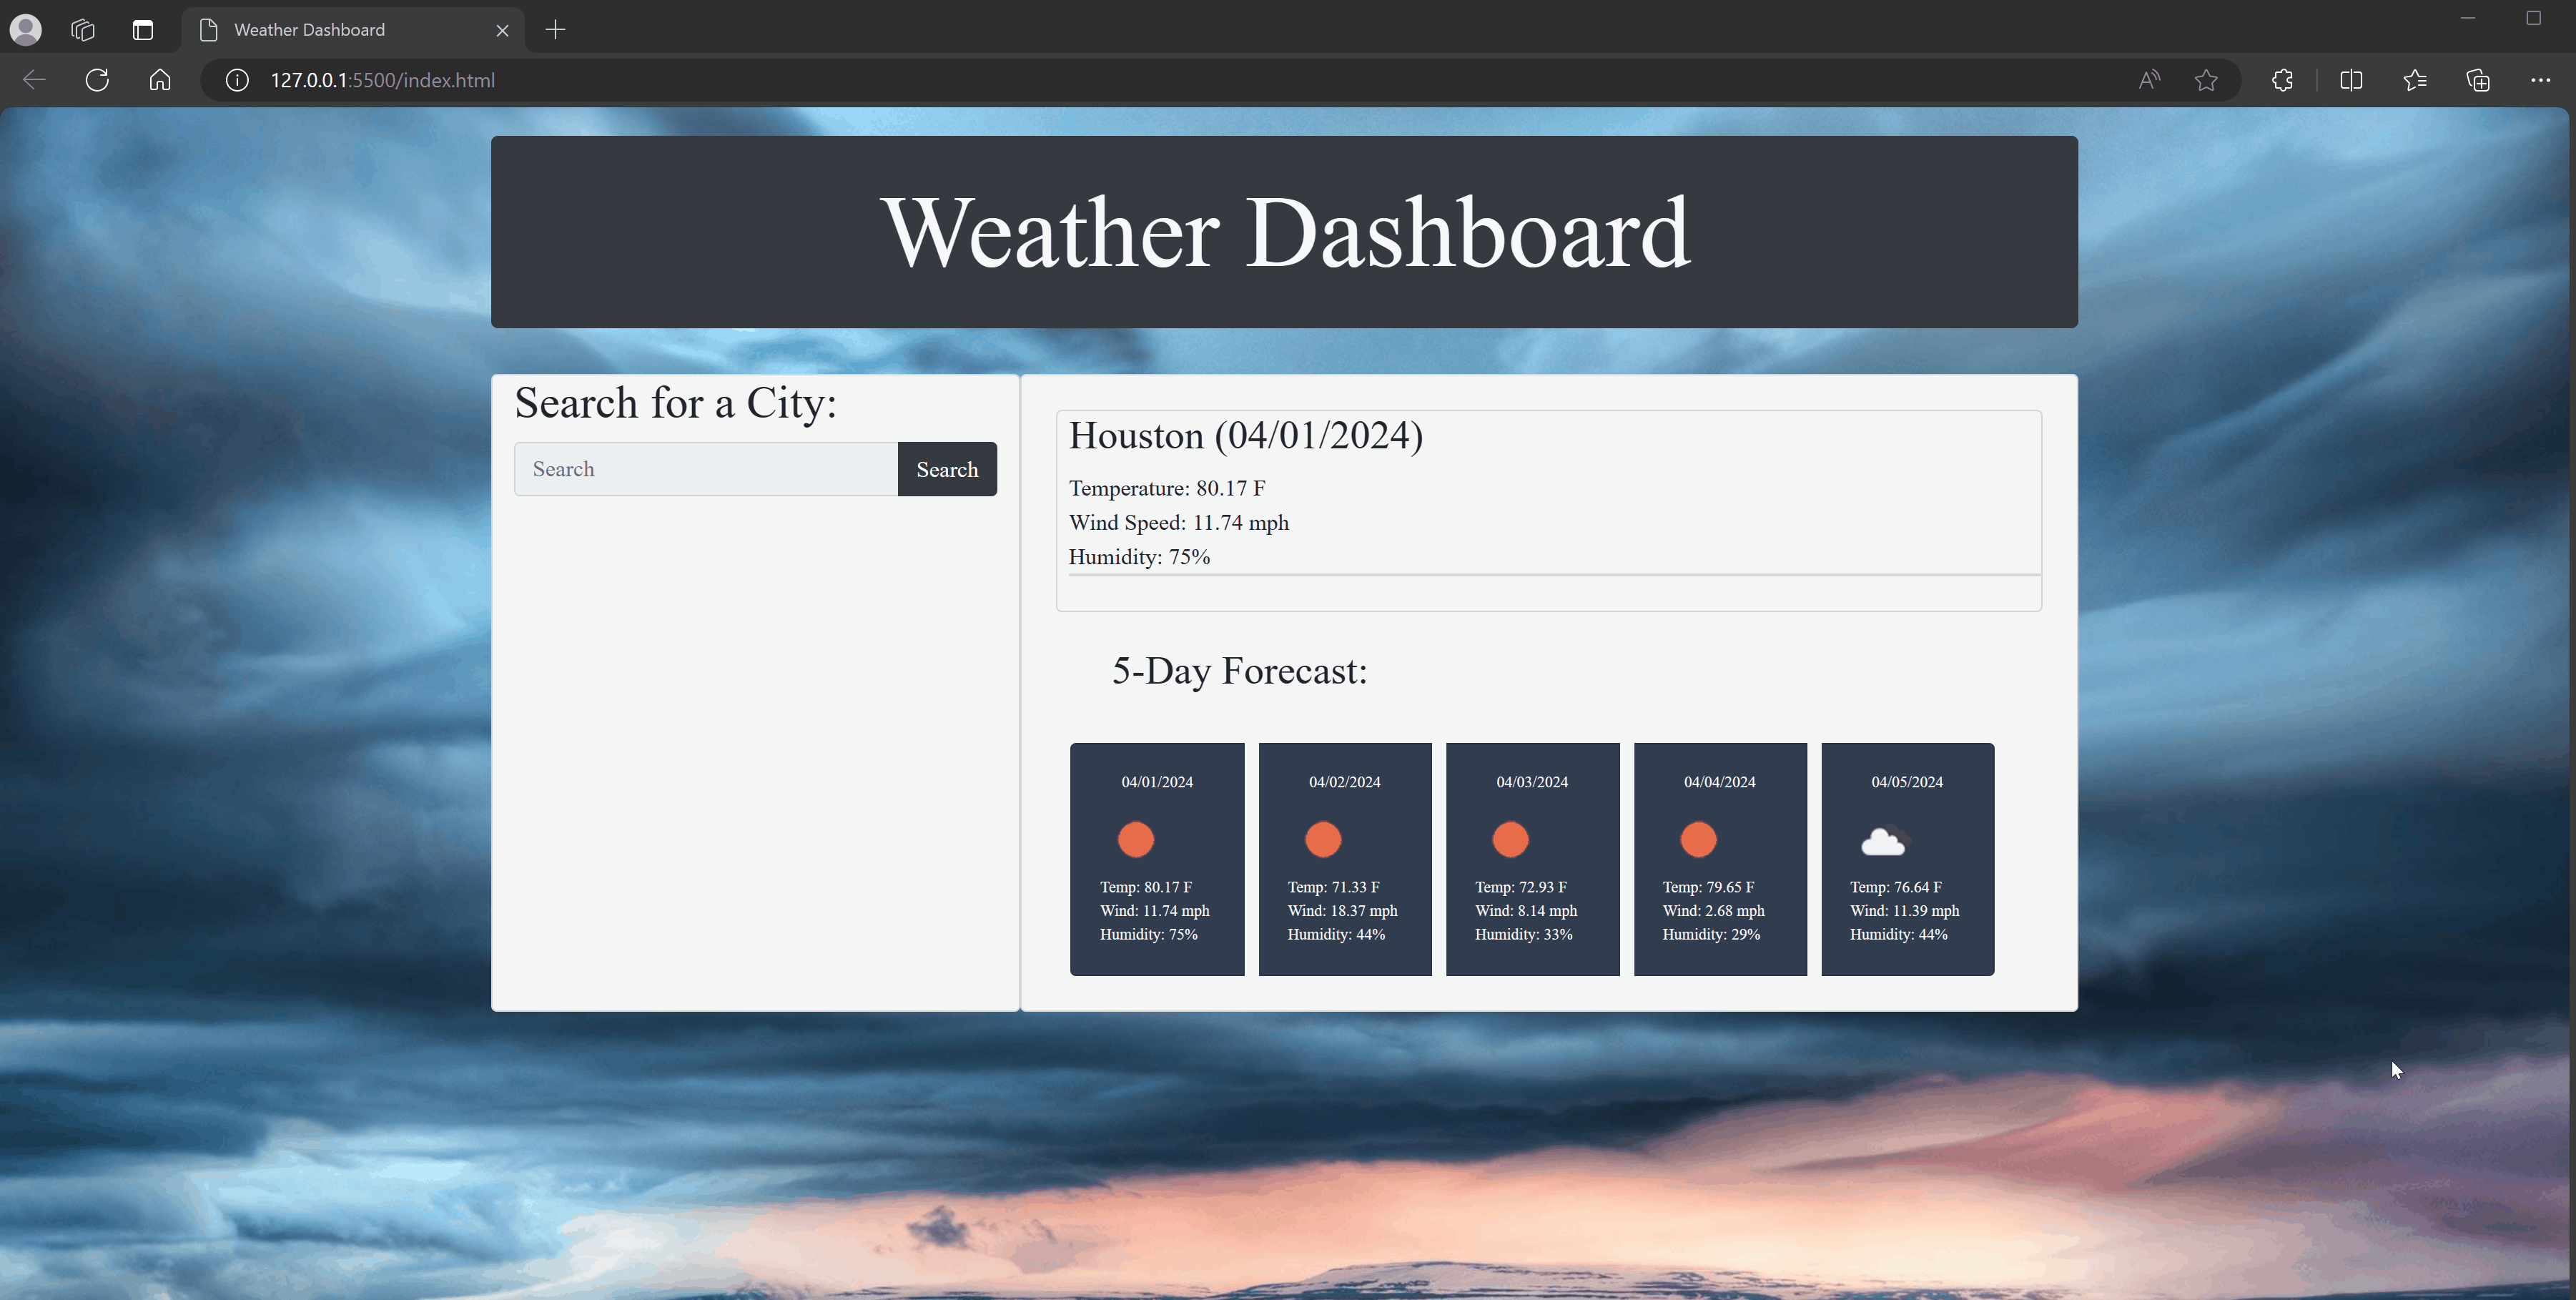 Weather Dashboard
127.0.0.1:5500/index.html
Weather Dashboard
Search for a City:
Search
Search
Houston (04/01/2024)
Temperature: 80.17 F
Wind Speed: 11.74 mph
Humidity: 75%
5-Day Forecast:
04/01/2024
Temp: 80.17 F
Wind: 11.74 mph
Humidity: 75%
04/02/2024
Temp: 71.33 F
Wind: 18.37 mph
Humidity: 44%
04/03/2024
Temp: 72.93 F
Wind: 8.14 mph
Humidity: 33%
04/04/2024
Temp: 79.65 F
Wind: 2.68 mph
Humidity: 29%
04/05/2024
Temp: 76.64 F
Wind: 11.39 mph
Humidity: 44%